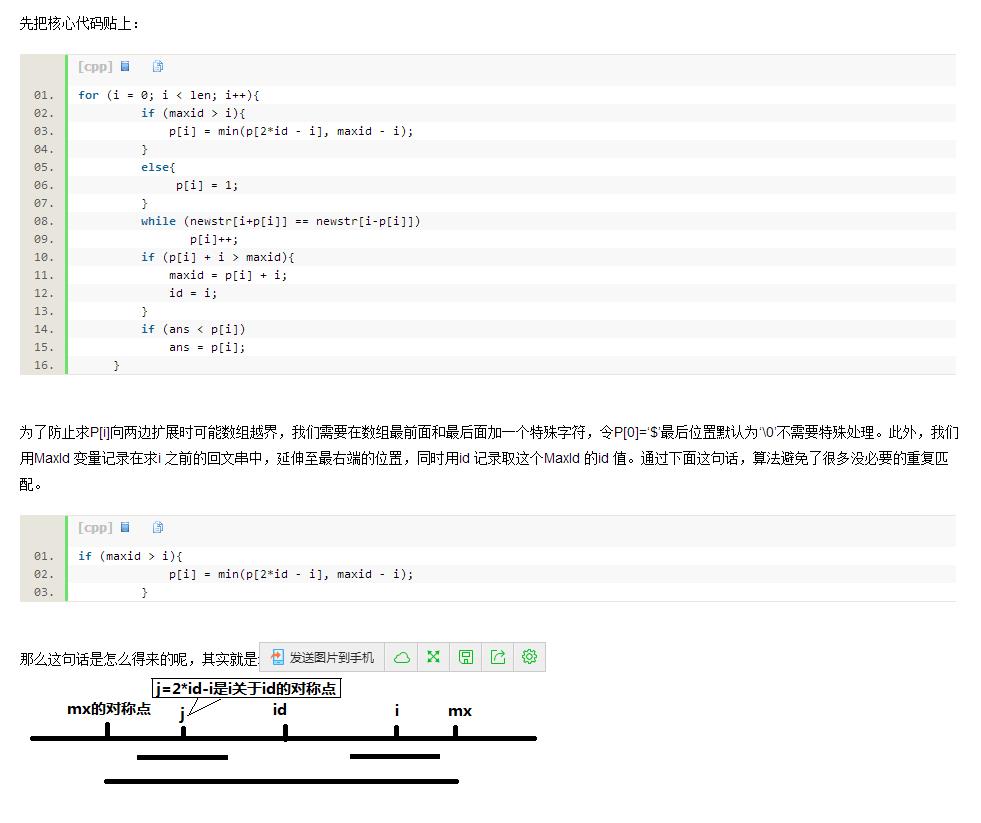 先把核心代码贴上：
[cpp]
01. for (i = 0; i < len; i++){
02. if (maxid > i){
03. p[i] = min(p[2*id - i], maxid - i);
04. }
05. else{
06. p[i] = 1;
07. }
08. while (newstr[i+p[i]] == newstr[i-p[i]])
09. p[i]++;
10. if (p[i] + i > maxid){
11. maxid = p[i] + i;
12. id = i;
13. }
14. if (ans < p[i])
15. ans = p[i];
16. }
为了防止求P[i]向两边扩展时可能数组越界，我们需要在数组最前面和最后面加一个特殊字符，令P[0]=‘$’最后位置默认为‘\0’不需要特殊处理。此外，我们
用MaxId 变量记录在求i 之前的回文串中，延伸至最右端的位置，同时用id 记录取这个MaxId 的id 值。通过下面这句话，算法避免了很多没必要的重复匹
配。
[cpp]
01. if (maxid > i){
02. p[i] = min(p[2*id - i], maxid - i);
03. }
那么这句话是怎么得来的呢，其实就是
发送图片到手机
j=2*id-i是i关于id的对称点
mx的对称点 j id i mx